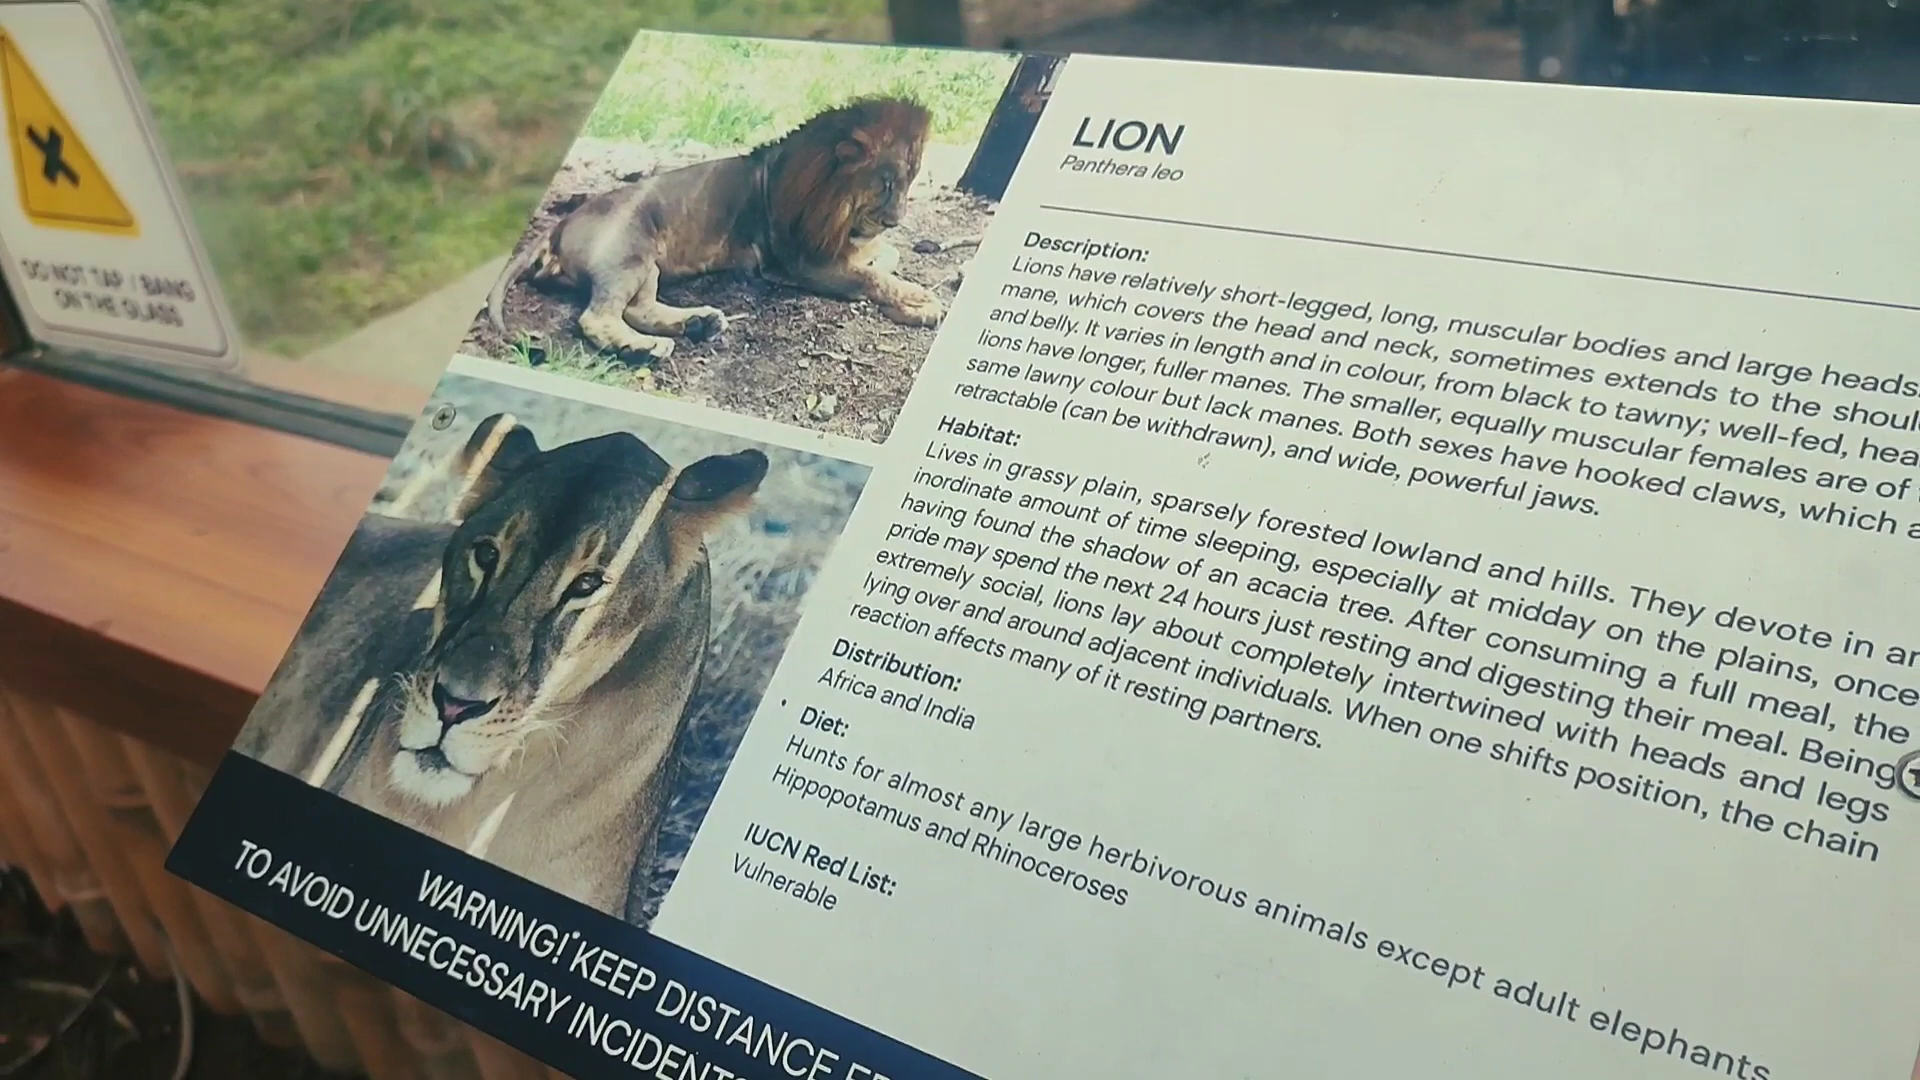 DO NOT TAP / BANG
ON THE GLASS
LION
Panthera leo
Description:
Lions have relatively short-legged, long, muscular bodies and large heads.
mane, which covers the head and neck, sometimes extends to the
and belly. It varies in length and in colour, from black to tawny; well-fed,
lions have longer, fuller manes. The smaller, equally muscular females are of
same lawny colour but lack manes. Both sexes have hooked claws, which
retractable (can be withdrawn), and wide, powerful jaws.
Habitat:
Lives in grassy plain, sparsely forested lowland and hills. They devote in
inordinate amount of time sleeping, especially at midday on the plains, once
having found the shadow of an acacia tree. After consuming a full meal, the
pride may spend the next 24 hours just resting and digesting their meal. Being
extremely social, lions lay about completely intertwined with heads and legs
lying over and around adjacent individuals. When one shifts position, the chain
reaction affects many of it resting partners.
Distribution:
Africa and India
Diet:
Hunts for almost any large herbivorous animals except adult elephants
Hippopotamus and Rhinoceroses
IUCN Red List:
Vulnerable
WARNING! KEEP DISTANCE
TO AVOID UNNECESSARY